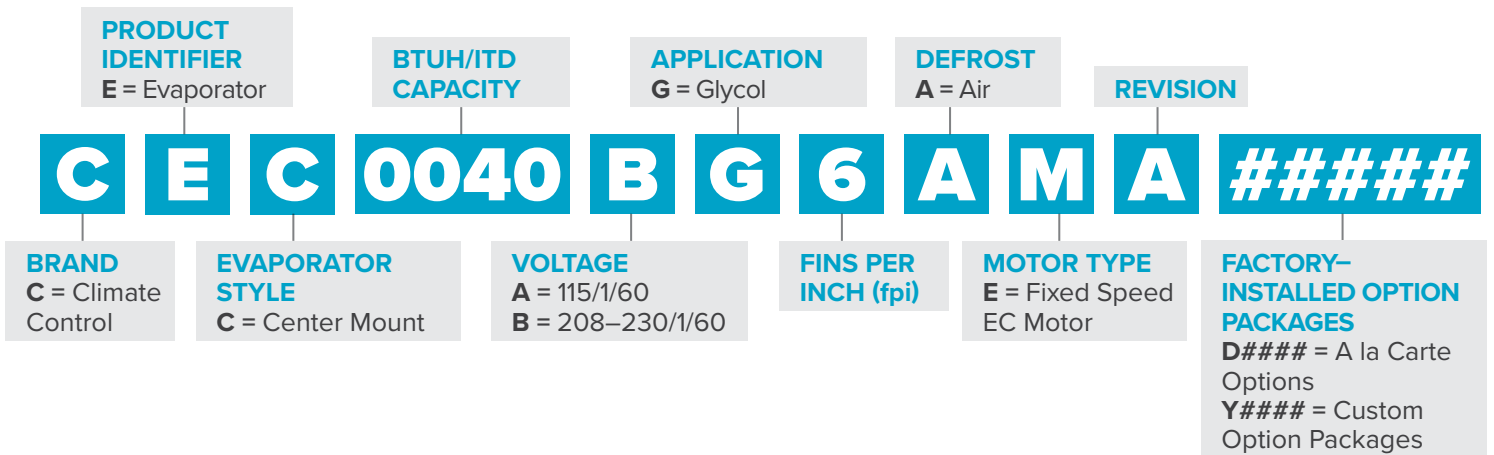 PRODUCT
IDENTIFIER
E = Evaporator
BTUH/ITD
CAPACITY
APPLICATION
G = Glycol
DEFROST
A = Air
REVISION
C E C 0040 B G 6 A M A #####
BRAND
C = Climate
Control
EVAPORATOR
STYLE
C = Center Mount
VOLTAGE
A = 115/1/60
B = 208–230/1/60
FINS PER
INCH (fpi)
MOTOR TYPE
E = Fixed Speed
EC Motor
FACTORY–
INSTALLED OPTION
PACKAGES
D#### = A la Carte
Options
Y#### = Custom
Option Packages